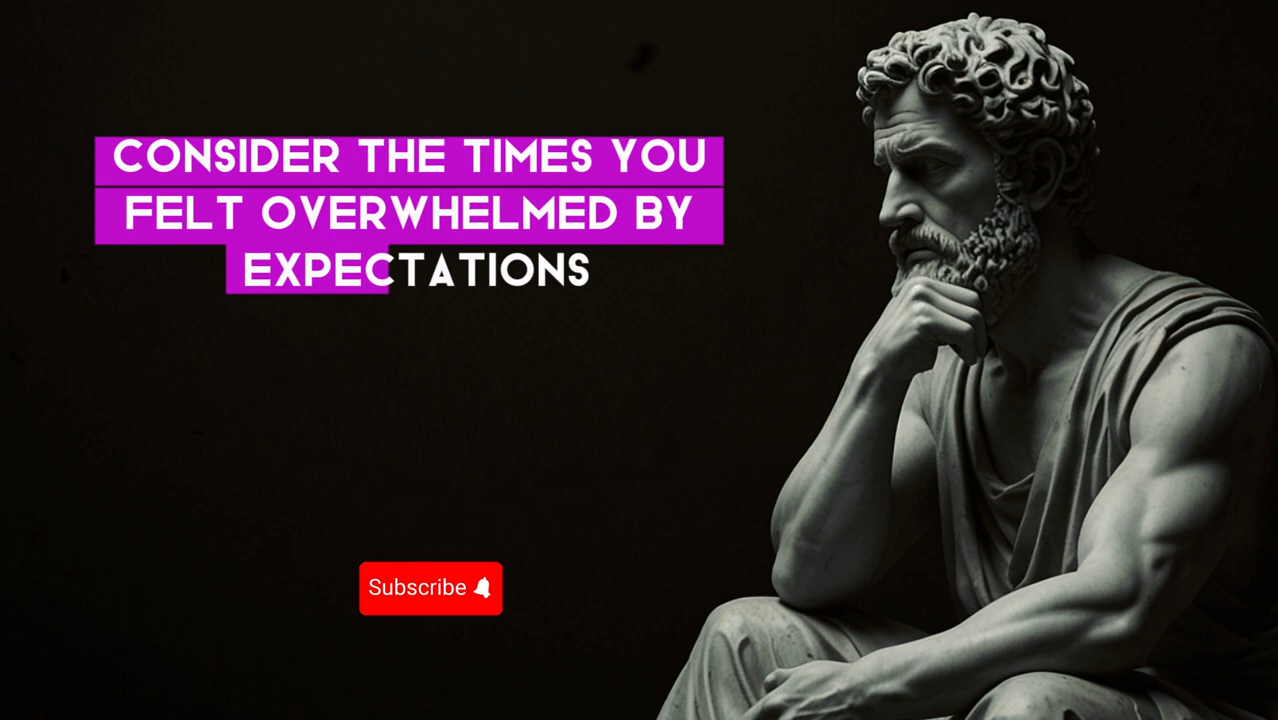 CONSIDER THE TIMES YOU
FELT OVERWHELMED BY
EXPECTATIONS
Subscribe